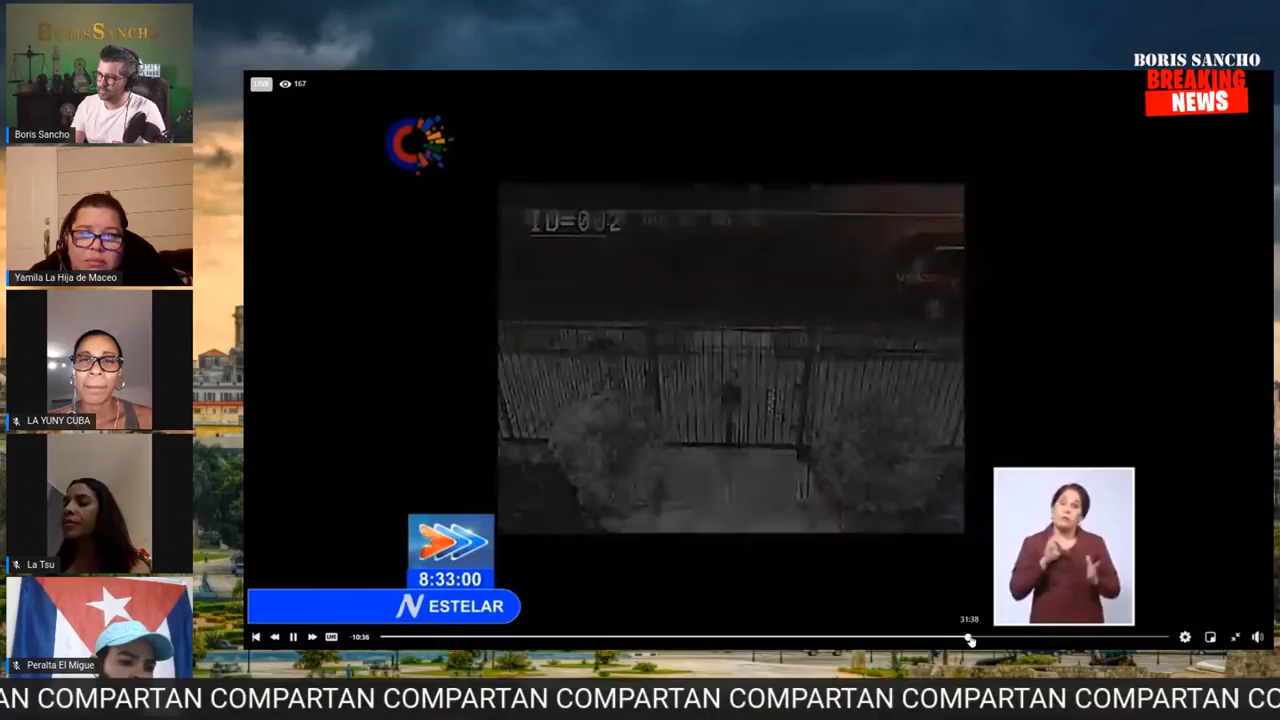 BORISSANCHO
Boris Sancho
Yamila La Hija de Maceo
LA YUNY CUBA
La Tsu
Peralta El Migue
LIVE
167
BORIS SANCHO
BREAKING
NEWS
ID=002
8:33:00
N ESTELAR
31:38
LIVE
-10:36
AN COMPARTAN COMPARTAN COMPARTAN COMPARTAN COMPARTAN COMPARTAN CO